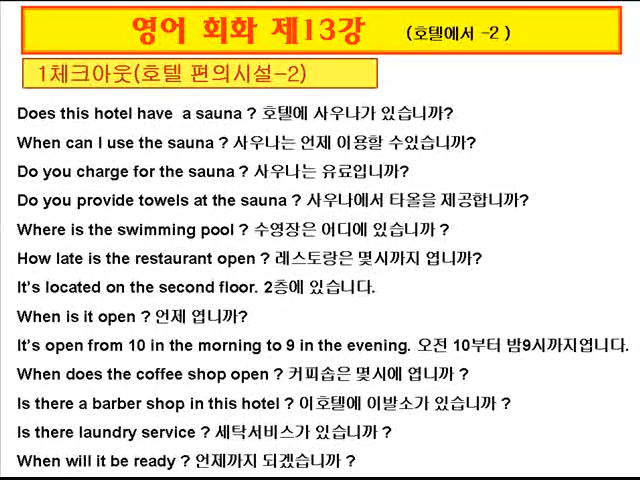 영어 회화 제13강 (호텔에서 -2 )
1체크아웃(호텔 편의시설-2)
Does this hotel have a sauna ? 호텔에 사우나가 있습니까?
When can I use the sauna ? 사우나는 언제 이용할 수있습니까?
Do you charge for the sauna ? 사우나는 유료입니까?
Do you provide towels at the sauna ? 사우나에서 타올을 제공합니까?
Where is the swimming pool ? 수영장은 어디에 있습니까 ?
How late is the restaurant open ? 레스토랑은 몇시까지 엽니까?
It's located on the second floor. 2층에 있습니다.
When is it open ? 언제 엽니까?
It's open from 10 in the morning to 9 in the evening. 오전 10부터 밤9시까지엽니다.
When does the coffee shop open ? 커피숍은 몇시에 엽니까 ?
Is there a barber shop in this hotel ? 이호텔에 이발소가 있습니까 ?
Is there laundry service ? 세탁서비스가 있습니까 ?
When will it be ready ? 언제까지 되겠습니까 ?